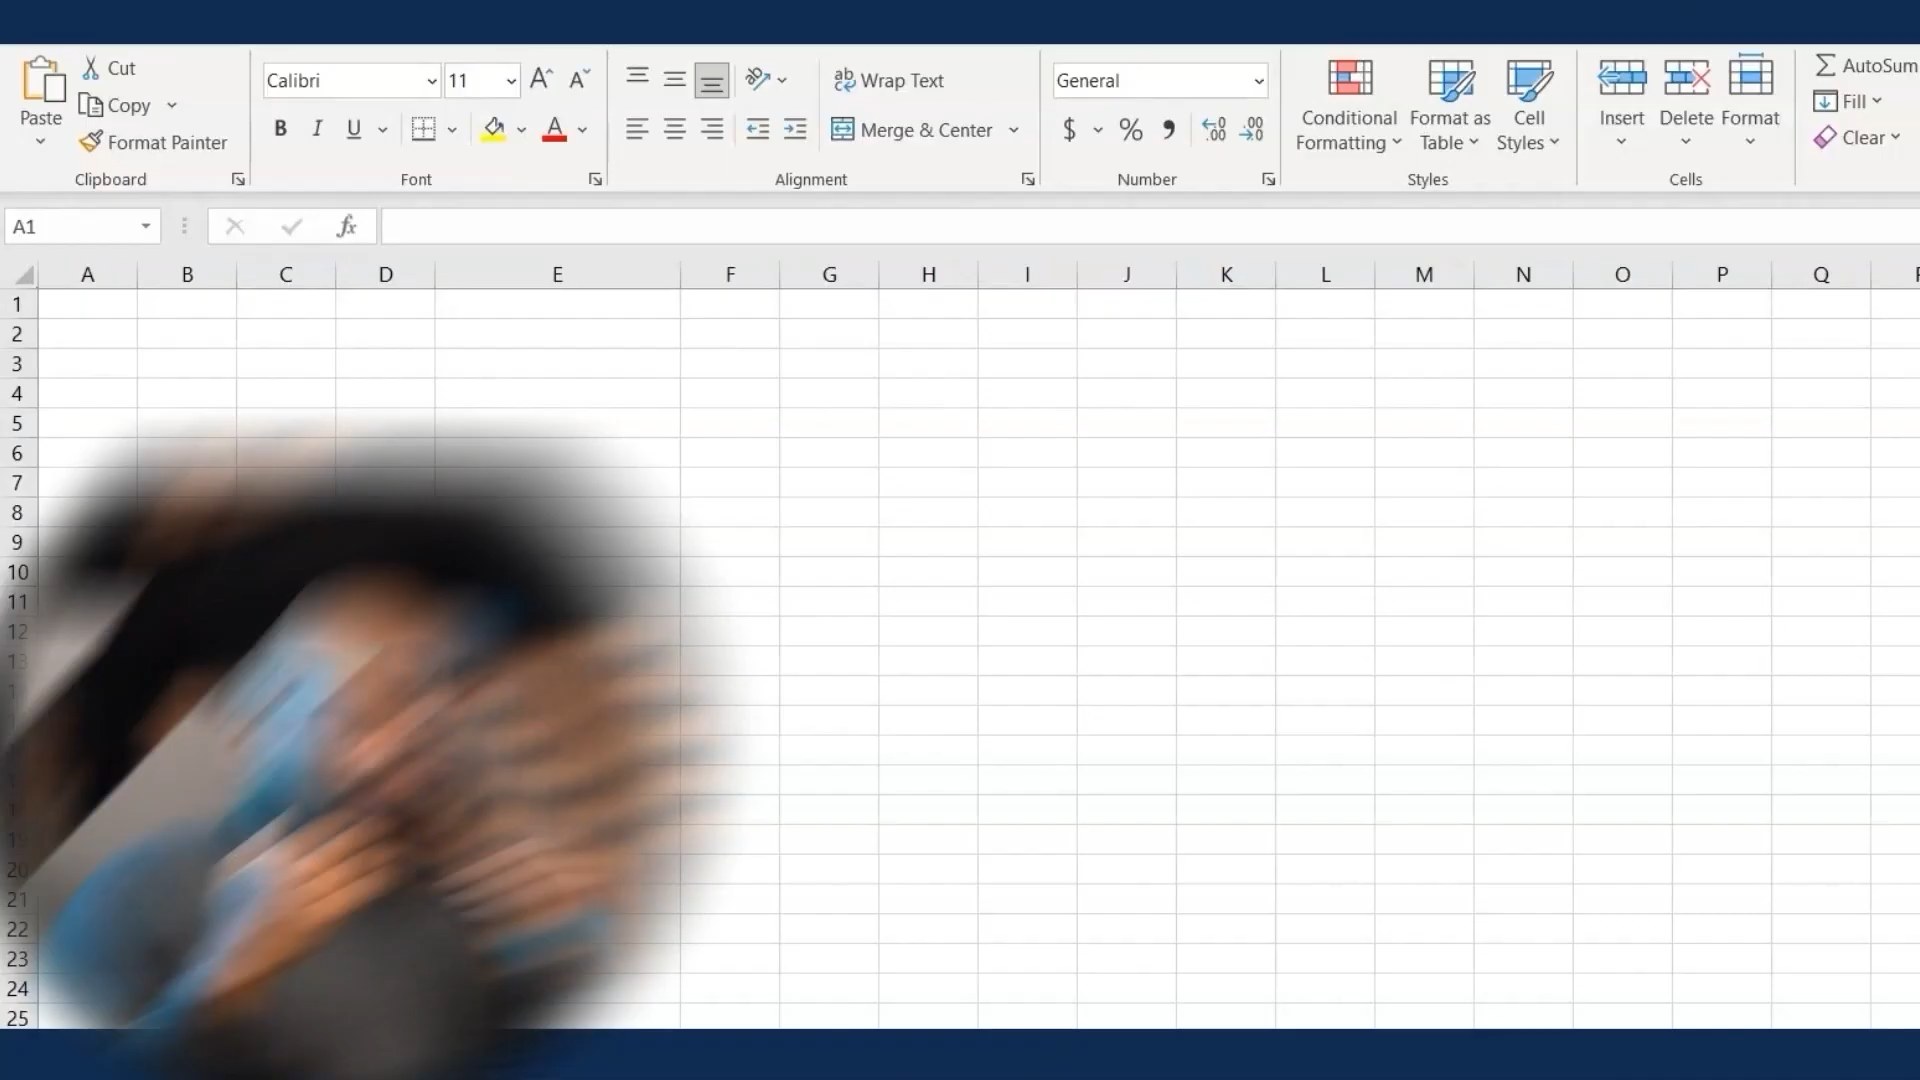 Cut
Copy
Paste
Format Painter
Clipboard
Calibri
11
B I U
Font
Wrap Text
Merge & Center
Alignment
General
$ % ,
Number
Conditional Formatting
Format as Table
Cell Styles
Styles
Insert
Delete
Format
Cells
AutoSum
Fill
Clear
A1
fx
A B C D E F G H I J K L M N O P Q
1
2
3
4
5
6
7
8
9
10
11
12
13
19
20
21
22
23
24
25